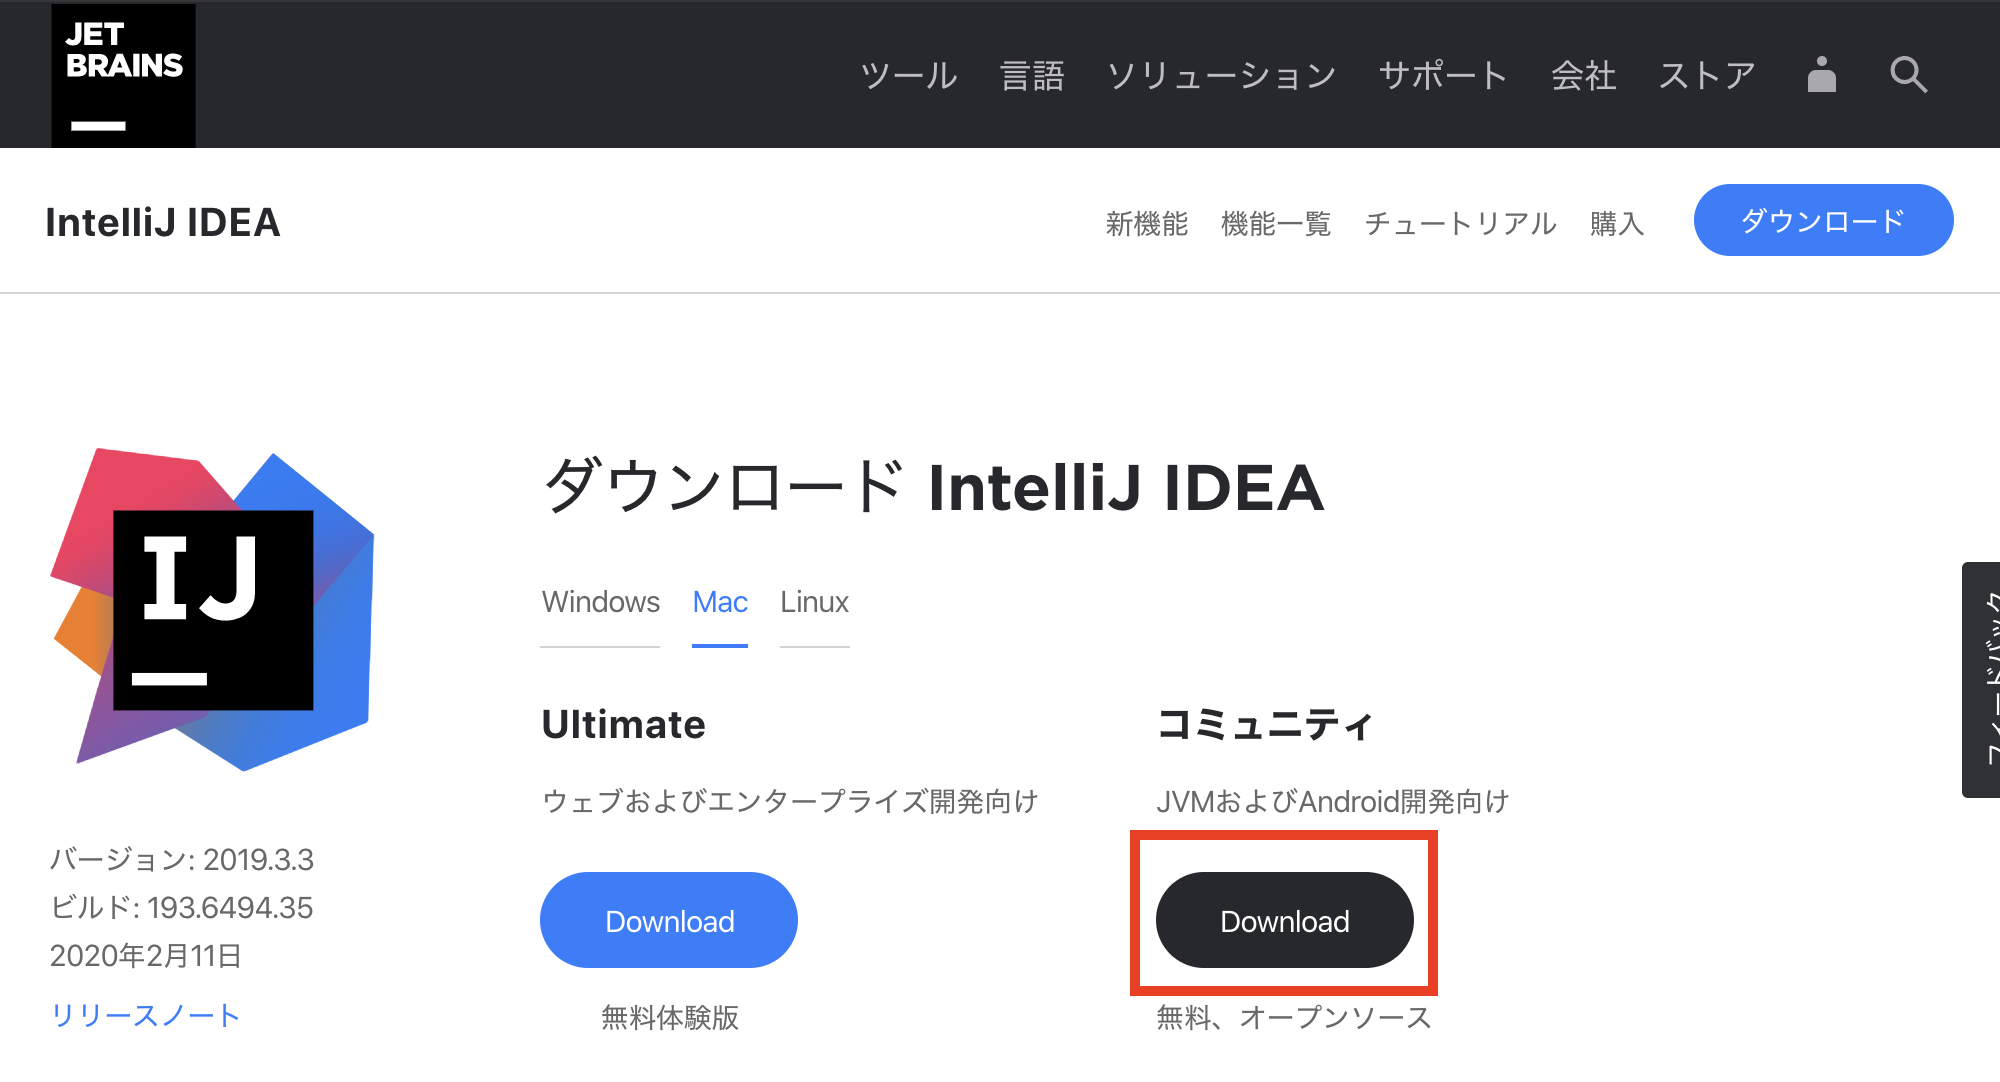 JET
BRAINS
ツール 言語 ソリューション サポート 会社 ストア
IntelliJ IDEA
新機能 機能一覧 チュートリアル 購入 ダウンロード
IJ
ダウンロード IntelliJ IDEA
Windows Mac Linux
Ultimate
ウェブおよびエンタープライズ開発向け
Download
無料体験版
コミュニティ
JVMおよびAndroid開発向け
Download
無料、オープンソース
バージョン: 2019.3.3
ビルド: 193.6494.35
2020年2月11日
リリースノート
フィードバック